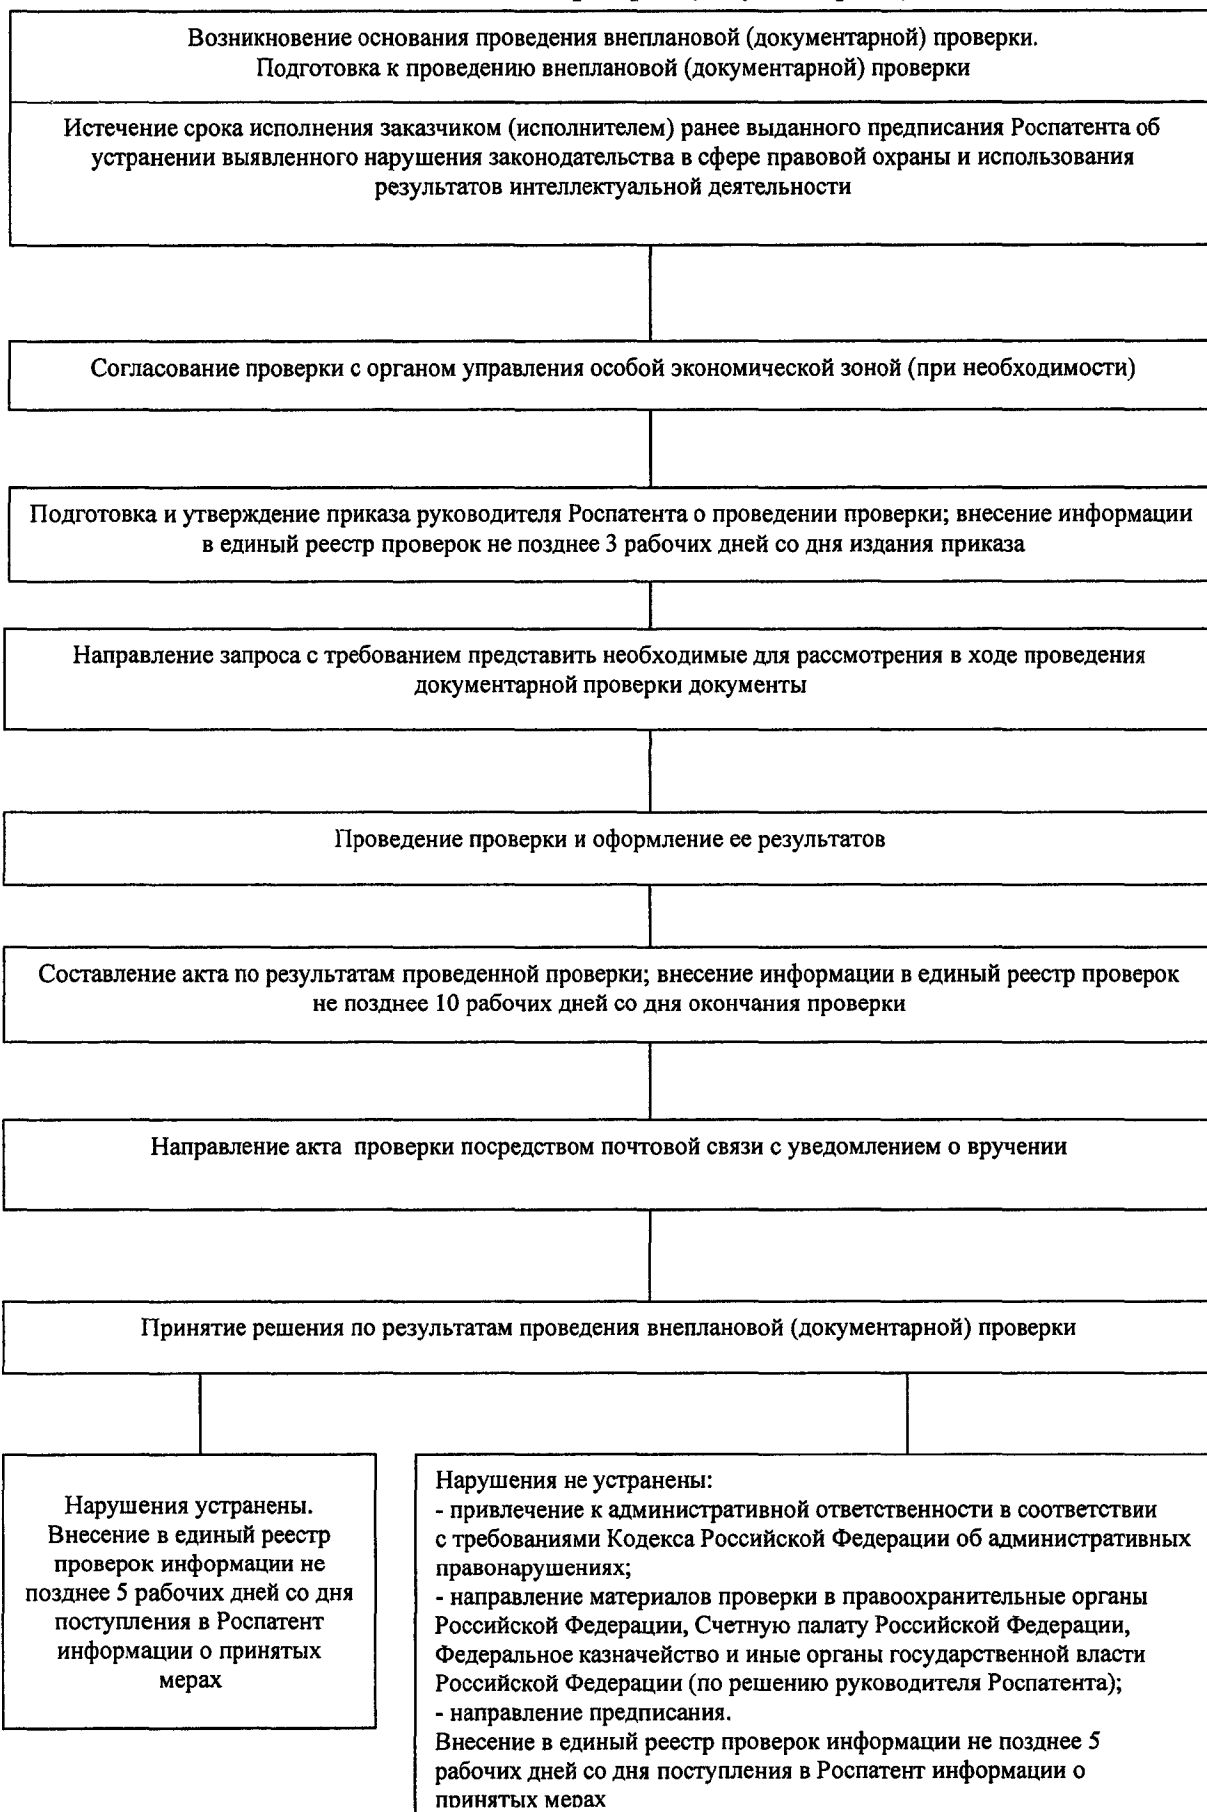 Возникновение основания проведения внеплановой (документарной) проверки.
Подготовка к проведению внеплановой (документарной) проверки
Истечение срока исполнения заказчиком (исполнителем) ранее выданного предписания Роспатента об
устранении выявленного нарушения законодательства в сфере правовой охраны и использования
результатов интеллектуальной деятельности
Согласование проверки с органом управления особой экономической зоной (при необходимости)
Подготовка и утверждение приказа руководителя Роспатента о проведении проверки; внесение информации
в единый реестр проверок не позднее 3 рабочих дней со дня издания приказа
Направление запроса с требованием представить необходимые для рассмотрения в ходе проведения
документарной проверки документы
Проведение проверки и оформление ее результатов
Составление акта по результатам проведенной проверки; внесение информации в единый реестр проверок
не позднее 10 рабочих дней со дня окончания проверки
Направление акта проверки посредством почтовой связи с уведомлением о вручении
Принятие решения по результатам проведения внеплановой (документарной) проверки
Нарушения устранены.
Внесение в единый реестр
проверок информации не
позднее 5 рабочих дней со дня
поступления в Роспатент
информации о принятых
мерах
Нарушения не устранены:
- привлечение к административной ответственности в соответствии
с требованиями Кодекса Российской Федерации об административных
правонарушениях;
- направление материалов проверки в правоохранительные органы
Российской Федерации, Счетную палату Российской Федерации,
Федеральное казначейство и иные органы государственной власти
Российской Федерации (по решению руководителя Роспатента);
- направление предписания.
Внесение в единый реестр проверок информации не позднее 5
рабочих дней со дня поступления в Роспатент информации о
принятых мерах